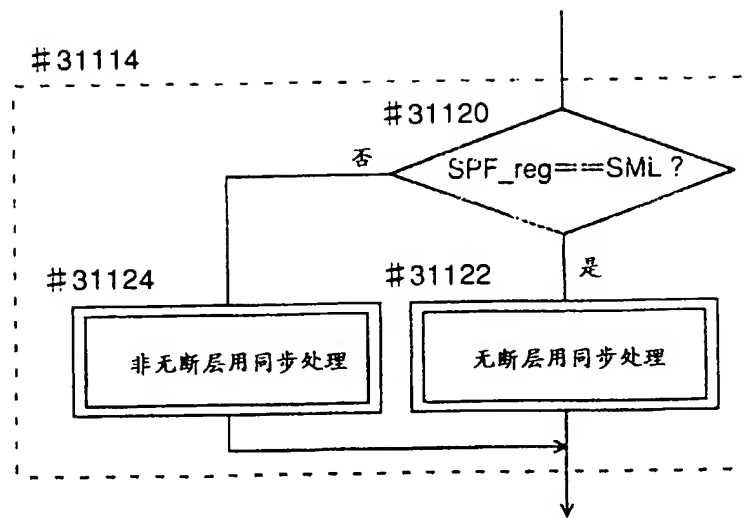 #31114
#31120
否
SPF_reg==SML?
#31124
#31122
是
非无断层用同步处理
无断层用同步处理